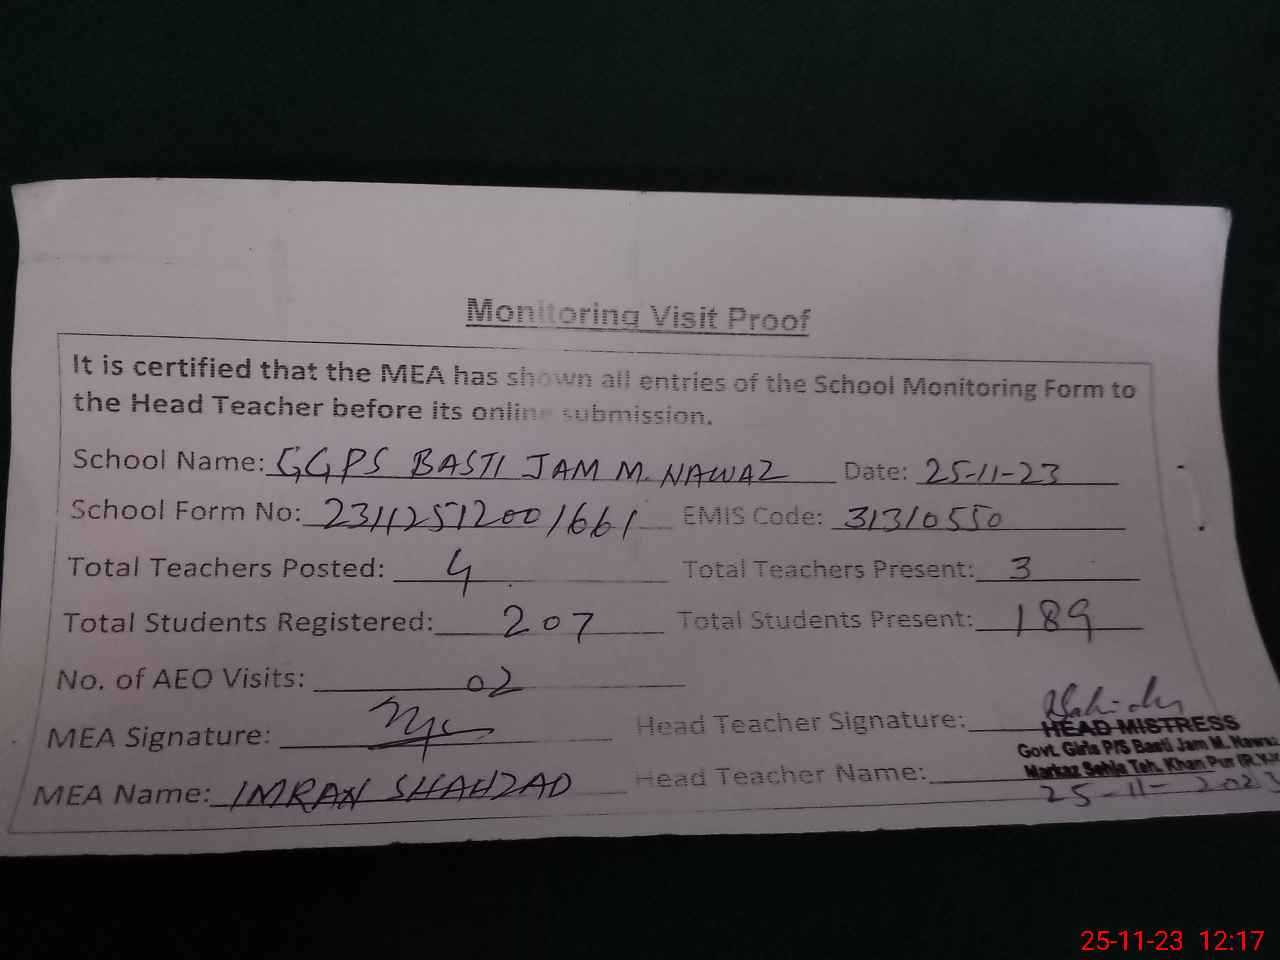 Monitoring Visit Proof
It is certified that the MEA has shown all entries of the School Monitoring Form to
the Head Teacher before its online submission.
School Name: GGPS BASTI JAM M. NAWAZ Date: 25-11-23
School Form No: 23112512001661 EMIS Code: 31310550
Total Teachers Posted: 4 Total Teachers Present: 3
Total Students Registered: 207 Total Students Present: 189
No. of AEO Visits: 02
MEA Signature: Head Teacher Signature:
HEAD MISTRESS
Govt. Girls P/S Basti Jam M. Nawaz
MEA Name: IMRAN SHAHZAD Head Teacher Name: Markaz Sehja Teh. Khan Pur (R.Y.K
25-11-2023
25-11-23 12:17